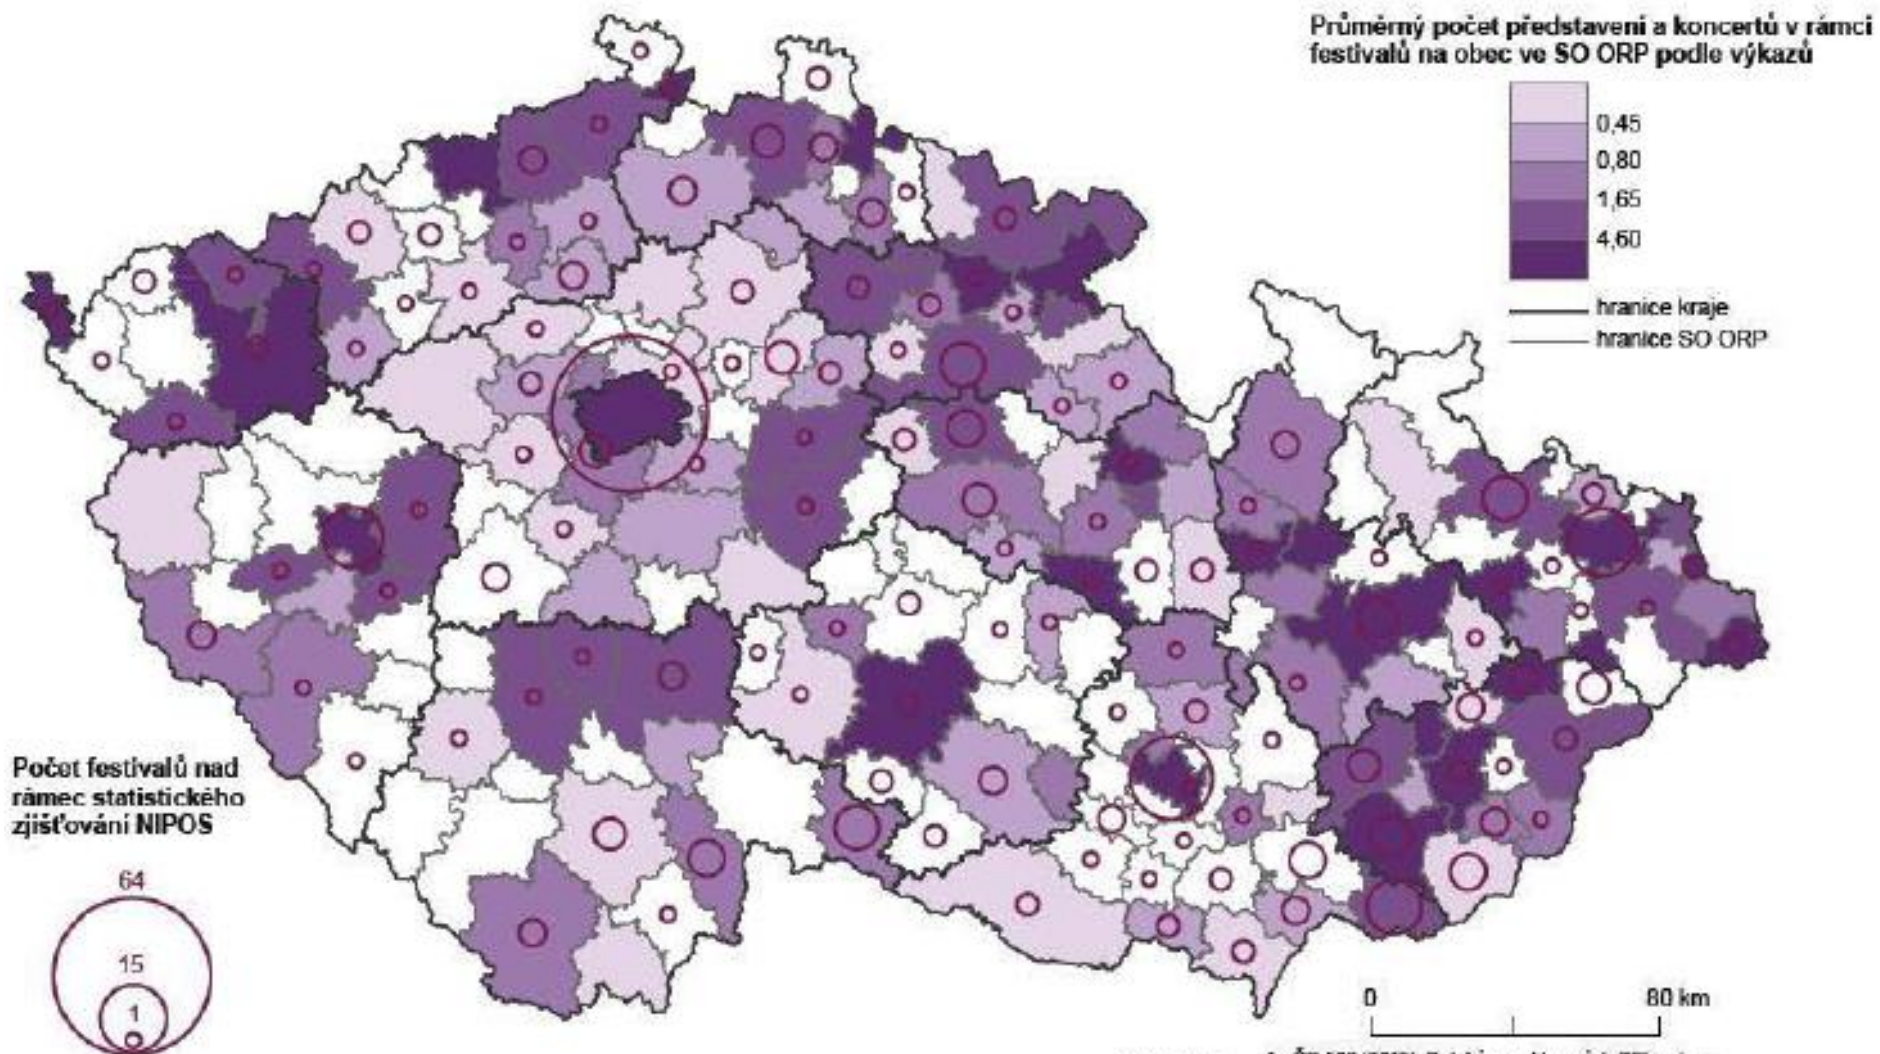 Průměrný počet představení a koncertů v rámci
festivalů na obec ve SO ORP podle výkazů
0,45
0,80
1,65
4,60
hranice kraje
hranice SO ORP
Počet festivalů nad
rámec statistického
zjišťování NIPOS
64
15
1
0
80 km